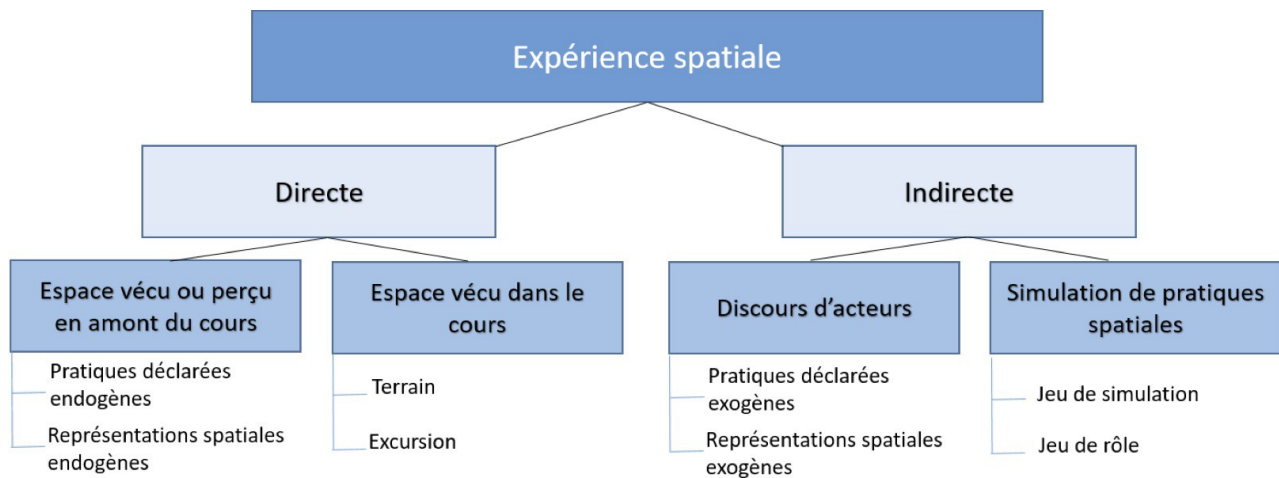 Expérience spatiale
Directe
Indirecte
Espace vécu ou perçu
en amont du cours
Espace vécu dans le
cours
Discours d’acteurs
Simulation de pratiques
spatiales
Pratiques déclarées
endogènes
Représentations spatiales
endogènes
Terrain
Excursion
Pratiques déclarées
exogènes
Représentations spatiales
exogènes
Jeu de simulation
Jeu de rôle